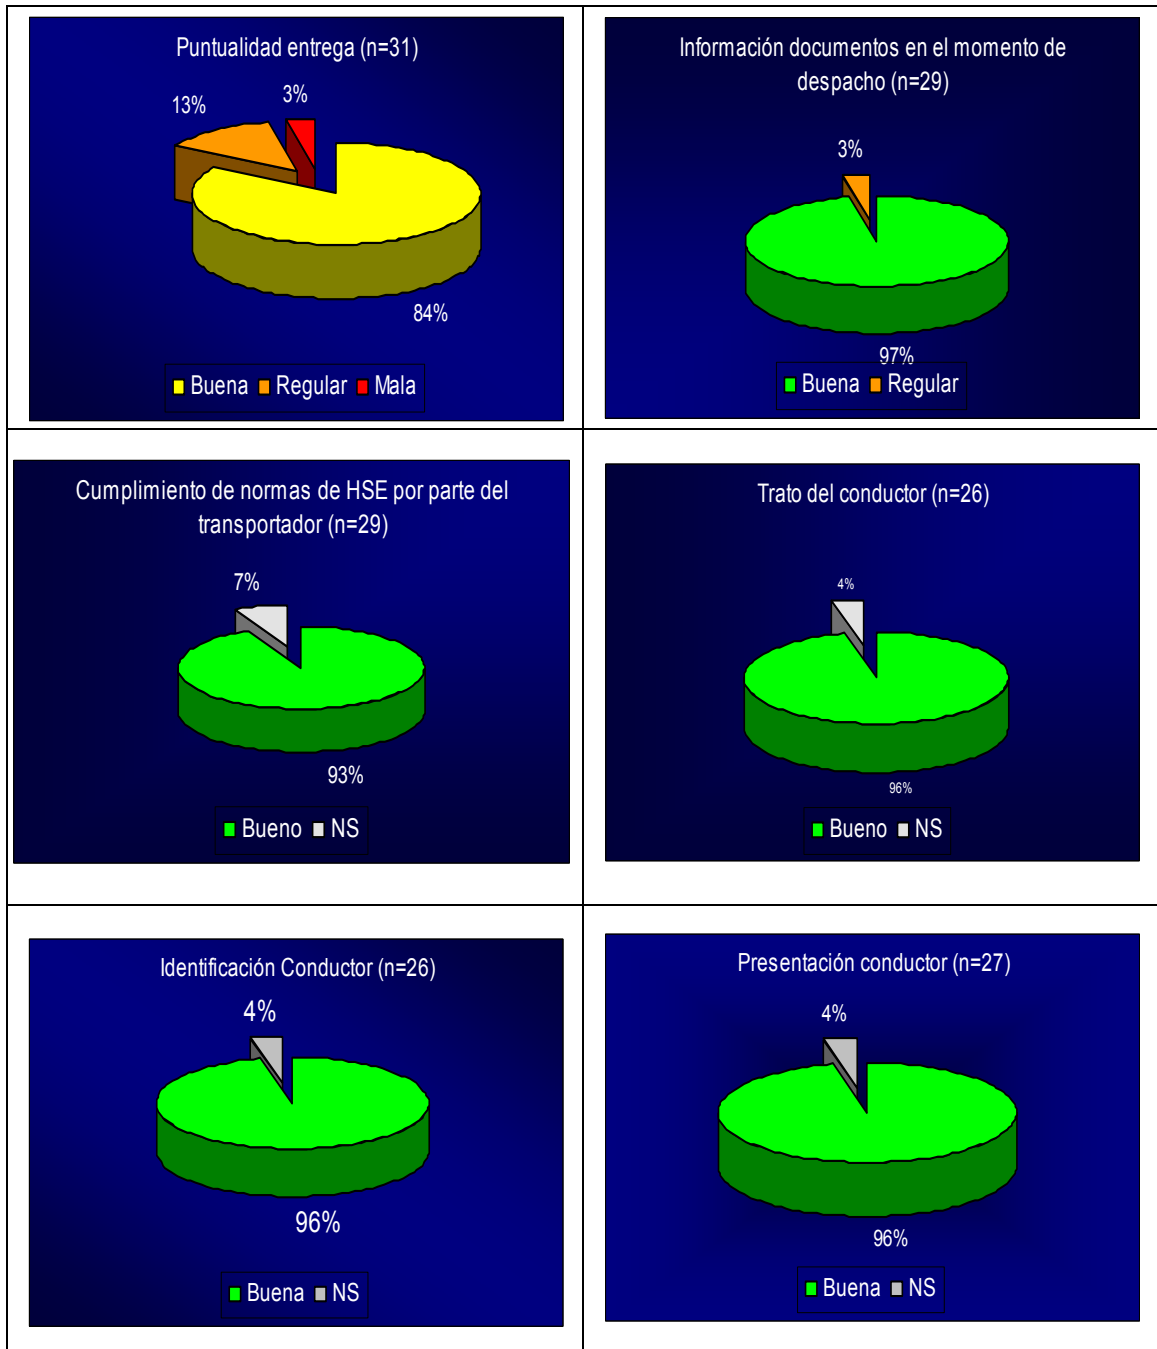 Puntualidad entrega (n=31)
13%
3%
84%
Buena Regular Mala
Información documentos en el momento de
despacho (n=29)
3%
97%
Buena Regular
Cumplimiento de normas de HSE por parte del
transportador (n=29)
7%
93%
Bueno NS
Trato del conductor (n=26)
4%
96%
Bueno NS
Identificación Conductor (n=26)
4%
96%
Buena NS
Presentación conductor (n=27)
4%
96%
Buena NS